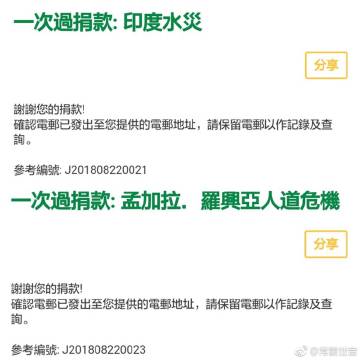 一次過捐款: 印度水災
分享
謝謝您的捐款!
確認電郵已發出至您提供的電郵地址，請保留電郵以作記錄及查
詢。
參考編號: J201808220021
一次過捐款: 孟加拉．羅興亞人道危機
分享
謝謝您的捐款!
確認電郵已發出至您提供的電郵地址，請保留電郵以作記錄及查
詢。
參考編號: J201808220023